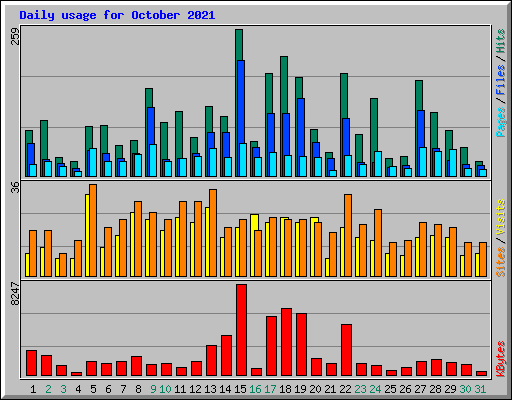 Daily usage for October 2021
259
Pages / Files / Hits
36
Sites / Visits
8247
KBytes
1 2 3 4 5 6 7 8 9 10 11 12 13 14 15 16 17 18 19 20 21 22 23 24 25 26 27 28 29 30 31